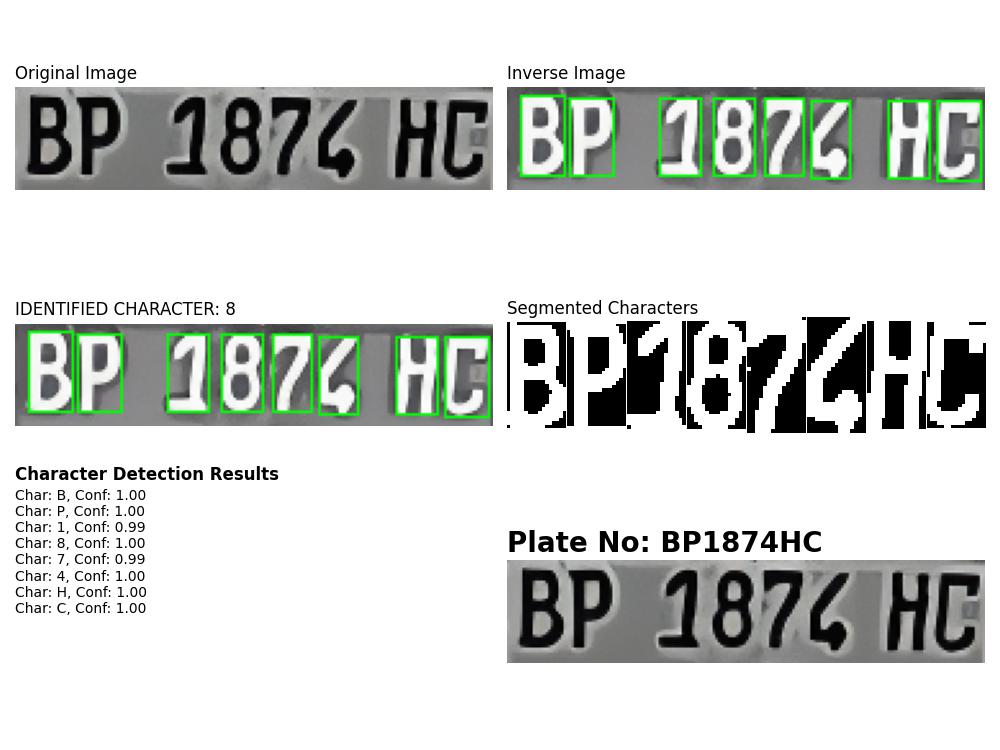 Original Image
BP 1874 HC
Inverse Image
BP 1874 HC
IDENTIFIED CHARACTER: 8
BP 1874 HC
Segmented Characters
BP1874HC
Character Detection Results
Char: B, Conf: 1.00
Char: P, Conf: 1.00
Char: 1, Conf: 0.99
Char: 8, Conf: 1.00
Char: 7, Conf: 0.99
Char: 4, Conf: 1.00
Char: H, Conf: 1.00
Char: C, Conf: 1.00
Plate No: BP1874HC
BP 1874 HC